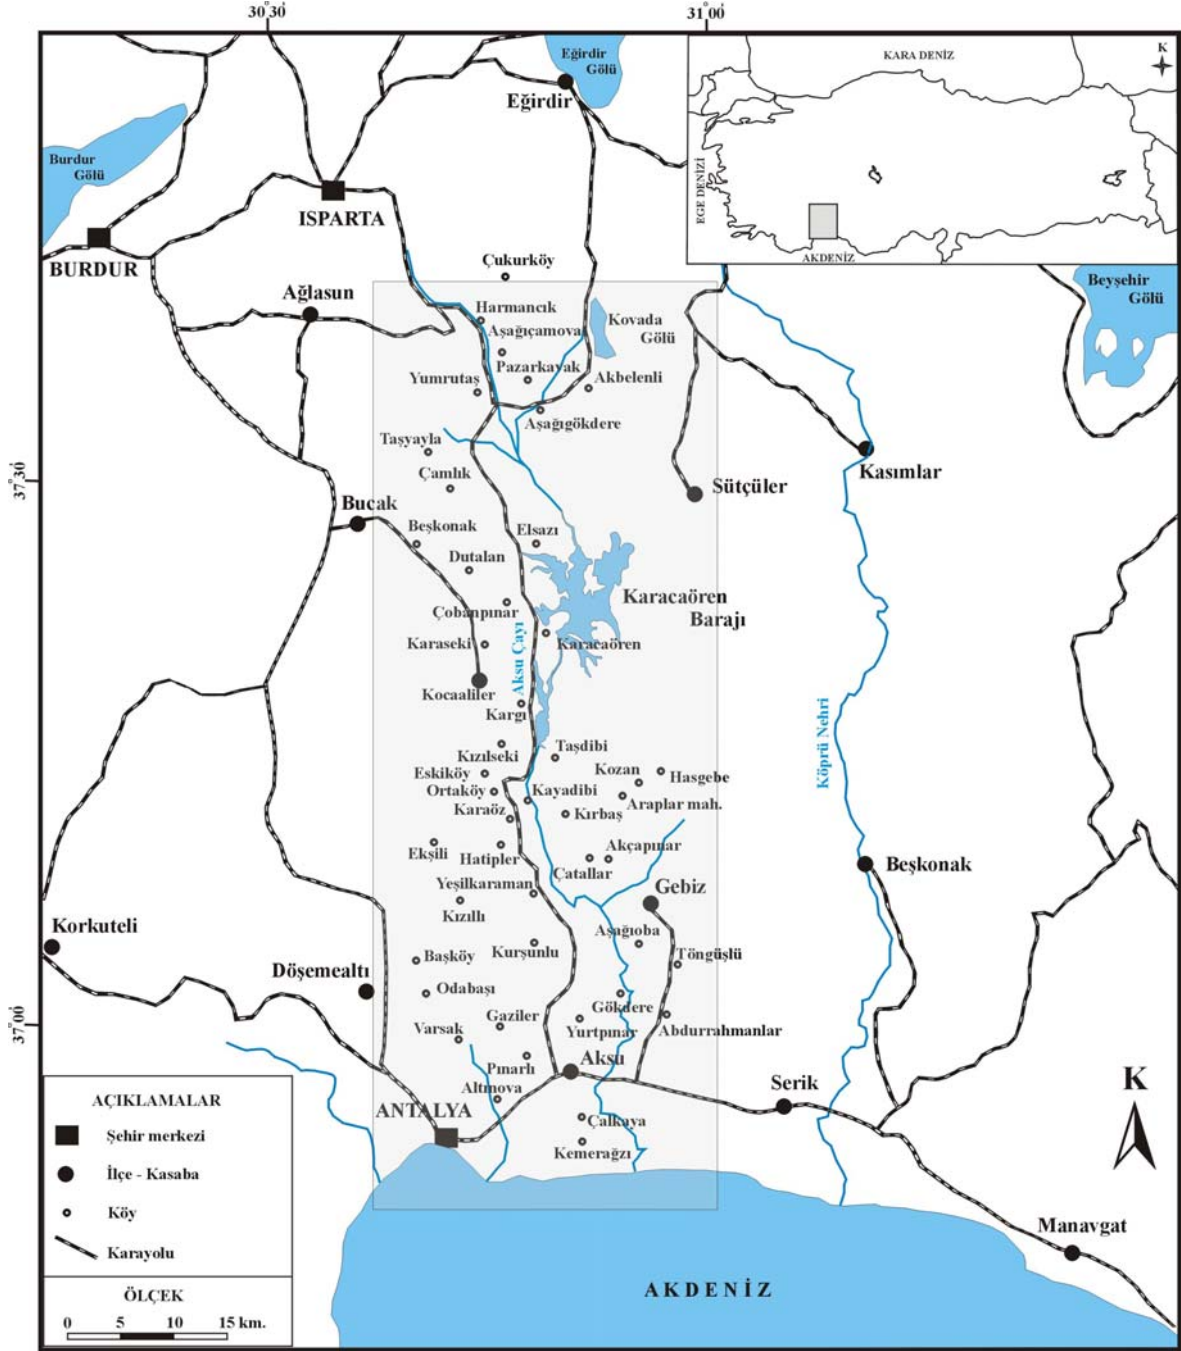 30°30'
31°00'
KARA DENİZ
K
EGE DENİZİ
AKDENİZ
Eğirdir
Gölü
Eğirdir
Burdur
Gölü
ISPARTA
BURDUR
Çukurköy
Beyşehir
Gölü
Ağlasun
Harmancık
Aşağıçamova
Kovada
Gölü
Pazarkavak
Yumrutaş
Akbelenli
Aşağıgökdere
Taşyayla
Kasımlar
Çamlık
37°30'
Sütçüler
Bucak
Beşkonak
Elsazı
Dutalan
Karacaören
Barajı
Çobanpınar
Karaseki
Karacaören
Aksu Çayı
Kocaaliler
Kargı
Köprü Nehri
Kızılseki
Taşdibi
Eskiköy
Kozan
Hasgebe
Ortaköy
Kayadibi
Araplar mah.
Karaöz
Kırbaş
Ekşili
Hatipler
Akçapınar
Çatallar
Beşkonak
Yeşilkaraman
Gebiz
Kızıllı
Korkuteli
Aşağıoba
Kurşunlu
Töngüşlü
Başköy
Döşemealtı
Odabaşı
Gökdere
Gaziler
Yurtpınar
Abdurrahmanlar
Varsak
37°00'
Pınarlı
Aksu
Altınova
Serik
K
ANTALYA
Çalkaya
Kemerağzı
Manavgat
AKDENİZ
AÇIKLAMALAR
Şehir merkezi
İlçe - Kasaba
Köy
Karayolu
ÖLÇEK
0 5 10 15 km.